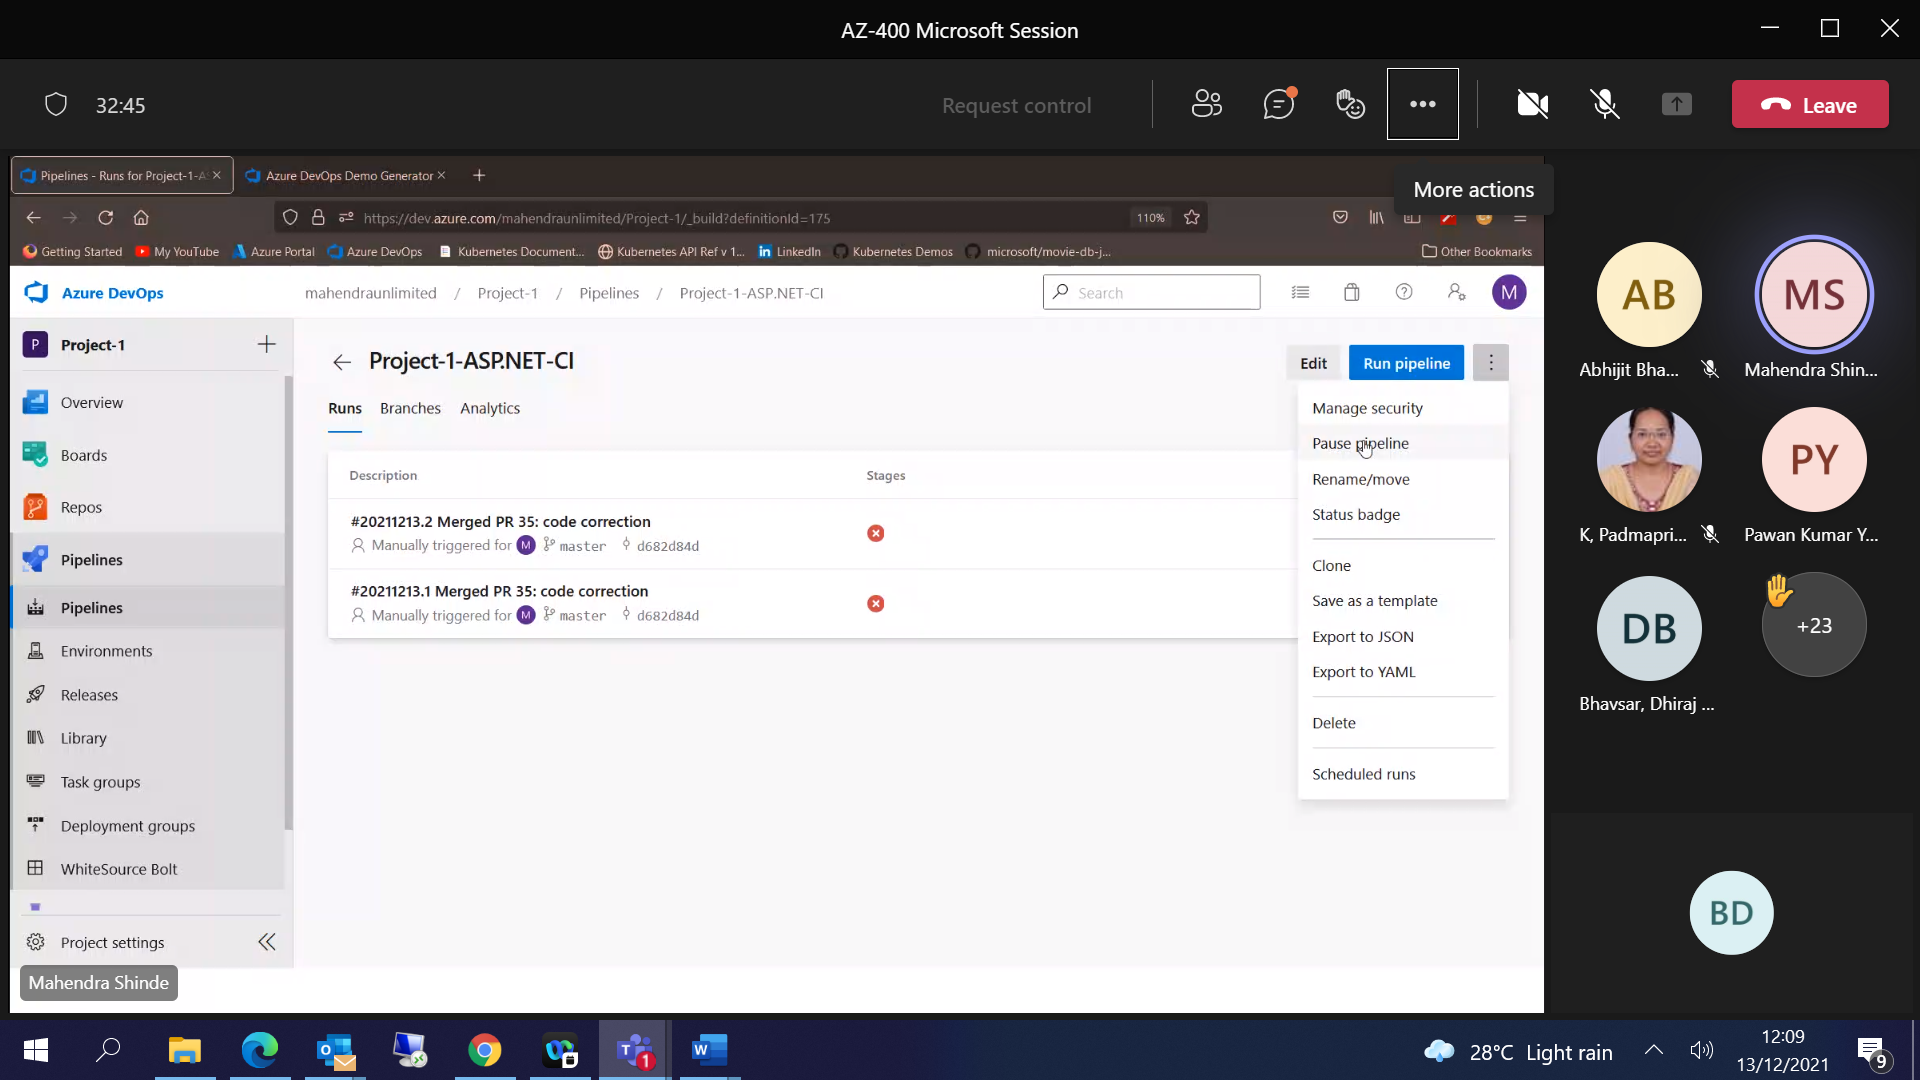 AZ-400 Microsoft Session
32:45
Request control
Leave
Pipelines - Runs for Project-1-AS
Azure DevOps Demo Generator
More actions
https://dev.azure.com/mahendraunlimited/Project-1/_build?definitionId=175
110%
Getting Started
My YouTube
Azure Portal
Azure DevOps
Kubernetes Document...
Kubernetes API Ref v 1...
LinkedIn
Kubernetes Demos
microsoft/movie-db-j...
Other Bookmarks
Azure DevOps
mahendraunlimited / Project-1 / Pipelines / Project-1-ASP.NET-CI
Search
M
P Project-1
Overview
Boards
Repos
Pipelines
Pipelines
Environments
Releases
Library
Task groups
Deployment groups
WhiteSource Bolt
Project settings
Mahendra Shinde
Project-1-ASP.NET-CI
Edit
Run pipeline
Runs
Branches
Analytics
Description
Stages
#20211213.2 Merged PR 35: code correction
Manually triggered for M master d682d84d
#20211213.1 Merged PR 35: code correction
Manually triggered for M master d682d84d
Manage security
Pause pipeline
Rename/move
Status badge
Clone
Save as a template
Export to JSON
Export to YAML
Delete
Scheduled runs
AB
Abhijit Bha...
MS
Mahendra Shin...
K, Padmapri...
PY
Pawan Kumar Y...
DB
Bhavsar, Dhiraj ...
+23
BD
T
1
W
28°C Light rain
12:09
13/12/2021
9